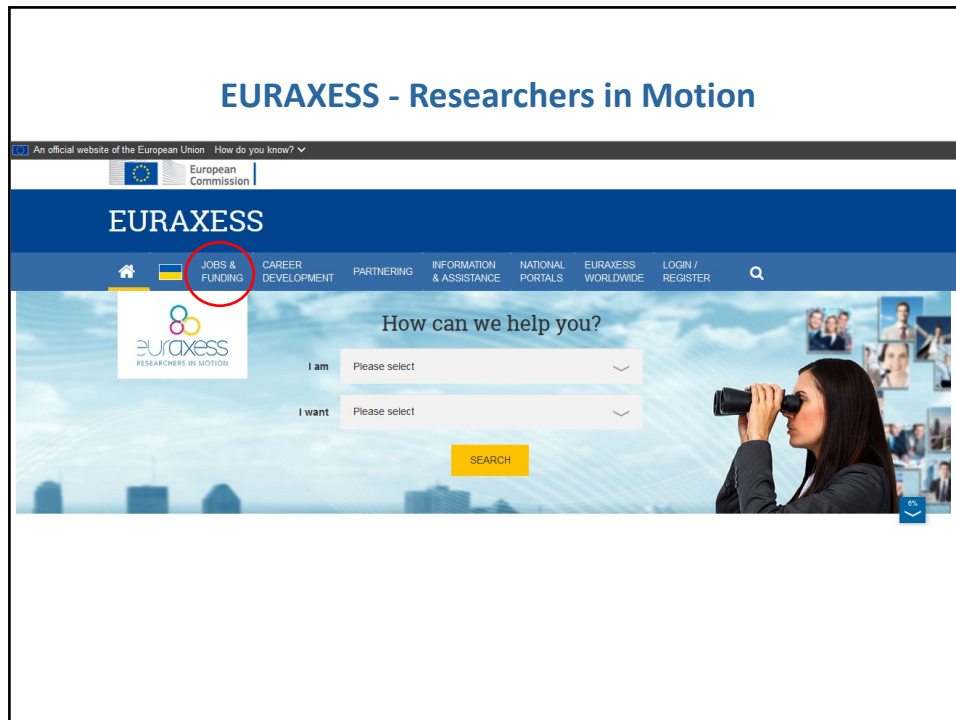 EURAXESS - Researchers in Motion
An official website of the European Union How do you know?
European
Commission
EURAXESS
JOBS &
FUNDING
CAREER
DEVELOPMENT
PARTNERING
INFORMATION
& ASSISTANCE
NATIONAL
PORTALS
EURAXESS
WORLDWIDE
LOGIN /
REGISTER
euraxess
RESEARCHERS IN MOTION
How can we help you?
I am Please select
I want Please select
SEARCH
6%